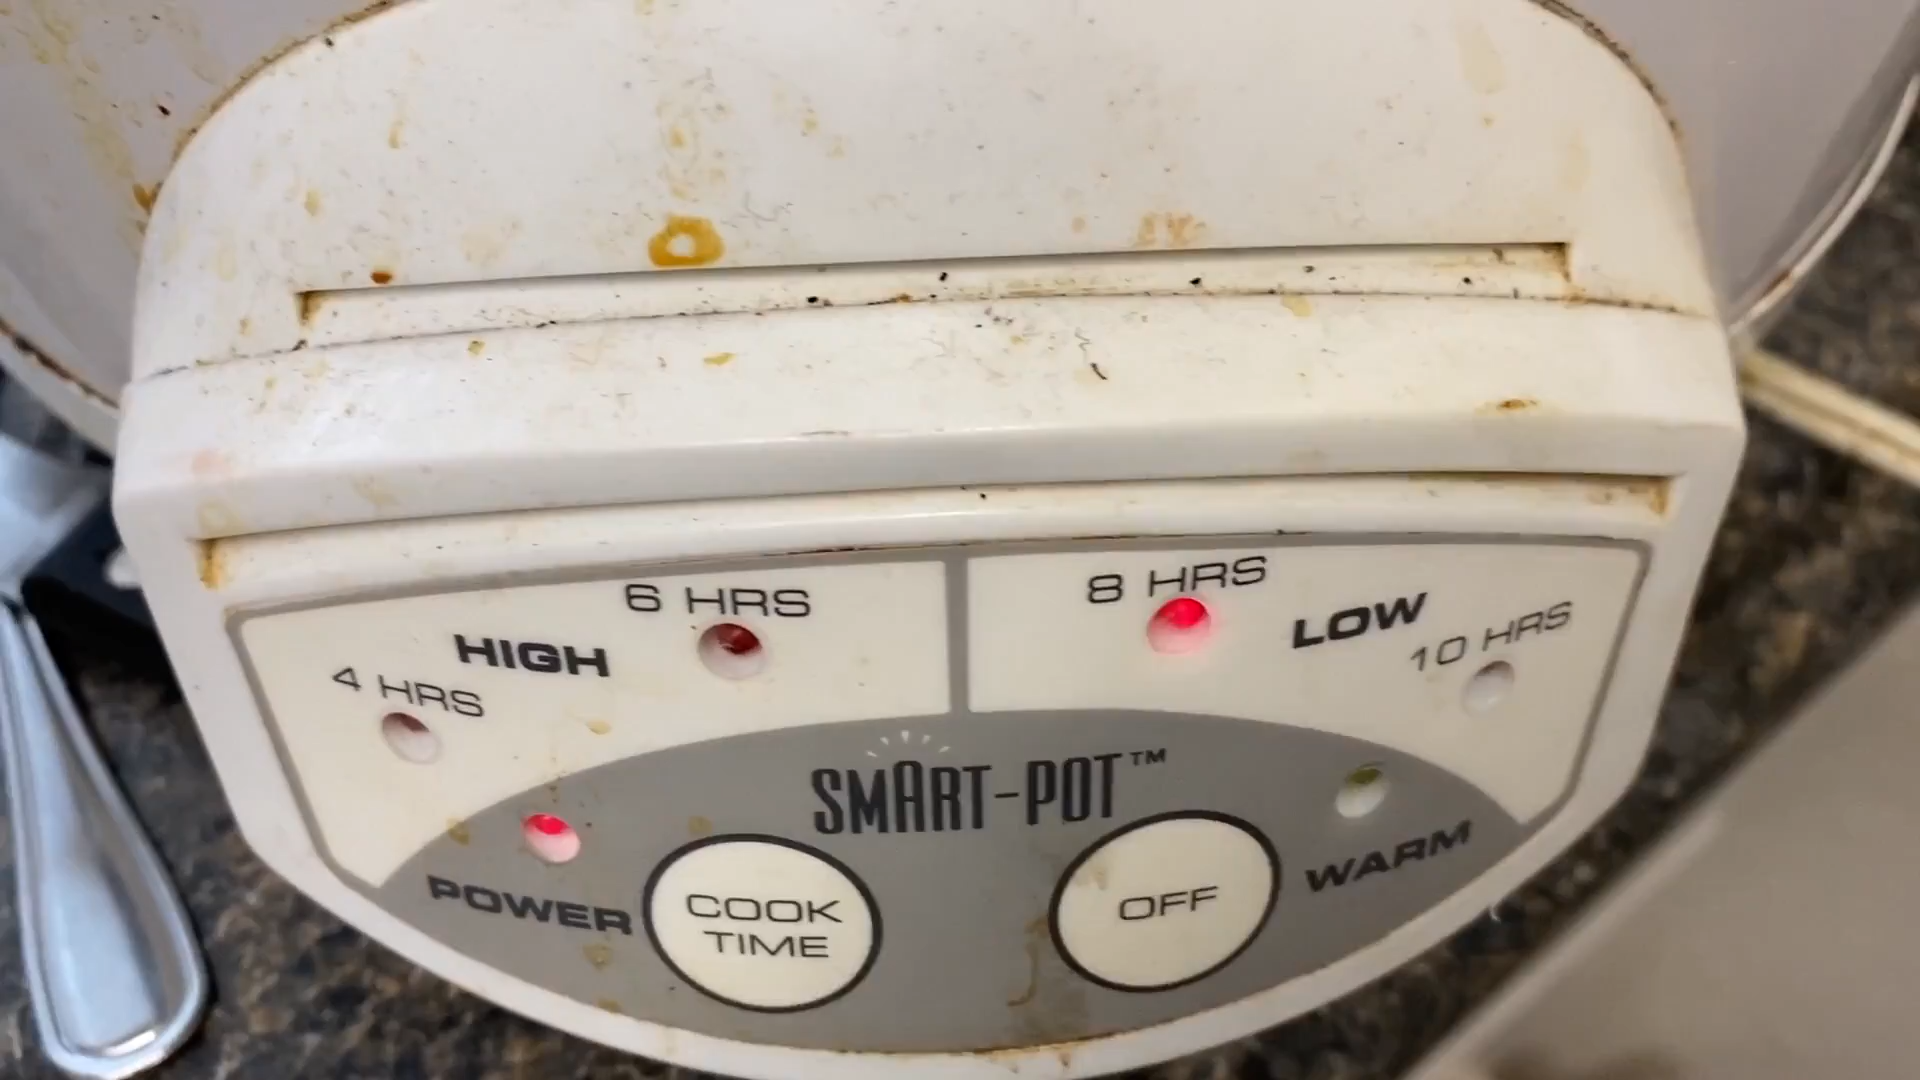 6 HRS
8 HRS
HIGH
LOW
4 HRS
10 HRS
SMART-POT™
POWER
COOK
TIME
OFF
WARM